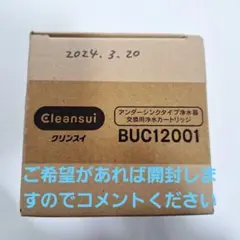 2024.3.20
Cleansui
クリンスイ
アンダーシンクタイプ浄水器
交換用浄水カートリッジ
BUC12001
ご希望があれば開封しま
すのでコメントください